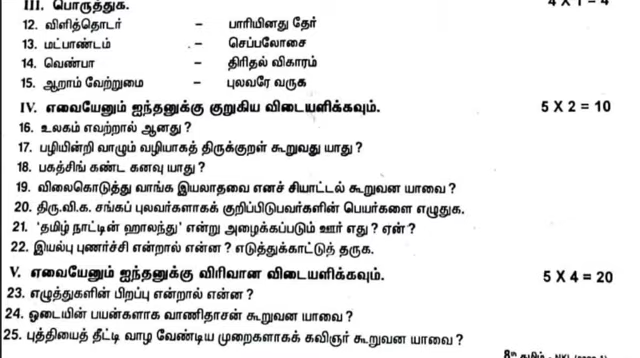 III. பொருத்துக. 4 X 1 = 4
12. விளித்தொடர் – பாரியினது தேர்
13. மட்பாண்டம் – செப்பலோசை
14. வெண்பா – திரிதல் விகாரம்
15. ஆறாம் வேற்றுமை – புலவரே வருக
IV. எவையேனும் ஐந்தனுக்கு குறுகிய விடையளிக்கவும். 5 X 2 = 10
16. உலகம் எவற்றால் ஆனது ?
17. பழியின்றி வாழும் வழியாகத் திருக்குறள் கூறுவது யாது ?
18. பகத்சிங் கண்ட கனவு யாது ?
19. விலைகொடுத்து வாங்க இயலாதவை எனச் சியாட்டல் கூறுவன யாவை ?
20. திரு.வி.க. சங்கப் புலவர்களாகக் குறிப்பிடுபவர்களின் பெயர்களை எழுதுக.
21. 'தமிழ் நாட்டின் ஹாலந்து' என்று அழைக்கப்படும் ஊர் எது ? ஏன் ?
22. இயல்பு புணர்ச்சி என்றால் என்ன ? எடுத்துக்காட்டுத் தருக.
V. எவையேனும் ஐந்தனுக்கு விரிவான விடையளிக்கவும். 5 X 4 = 20
23. எழுத்துகளின் பிறப்பு என்றால் என்ன ?
24. ஓடையின் பயன்களாக வாணிதாசன் கூறுவன யாவை ?
25. புத்தியைத் தீட்டி வாழ வேண்டிய முறைகளாகக் கவிஞர் கூறுவன யாவை ?